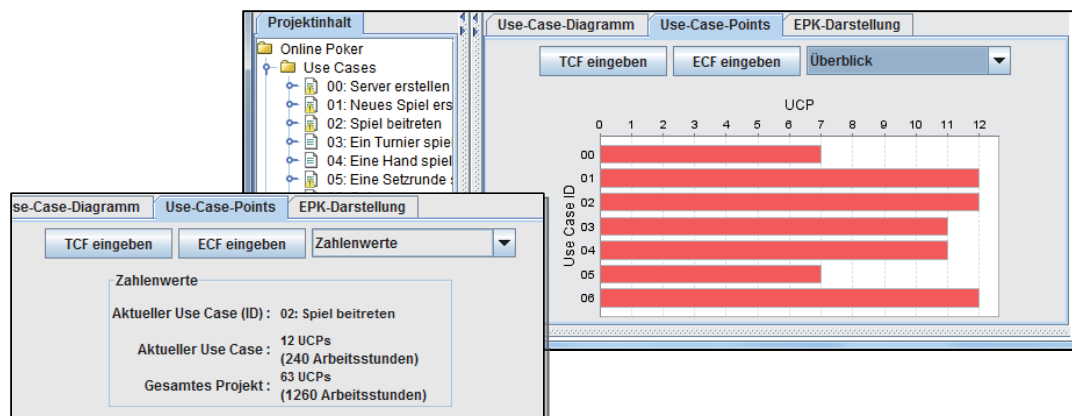 Projektinhalt
Online Poker
Use Cases
00: Server erstellen
01: Neues Spiel ers
02: Spiel beitreten
03: Ein Turnier spie
04: Eine Hand spiel
05: Eine Setzrunde s
Use-Case-Diagramm Use-Case-Points EPK-Darstellung
TCF eingeben ECF eingeben Überblick
UCP
0 1 2 3 4 5 6 7 8 9 10 11 12
Use Case ID
00
01
02
03
04
05
06
se-Case-Diagramm Use-Case-Points EPK-Darstellung
TCF eingeben ECF eingeben Zahlenwerte
Zahlenwerte
Aktueller Use Case (ID) : 02: Spiel beitreten
Aktueller Use Case : 12 UCPs
(240 Arbeitsstunden)
Gesamtes Projekt : 63 UCPs
(1260 Arbeitsstunden)